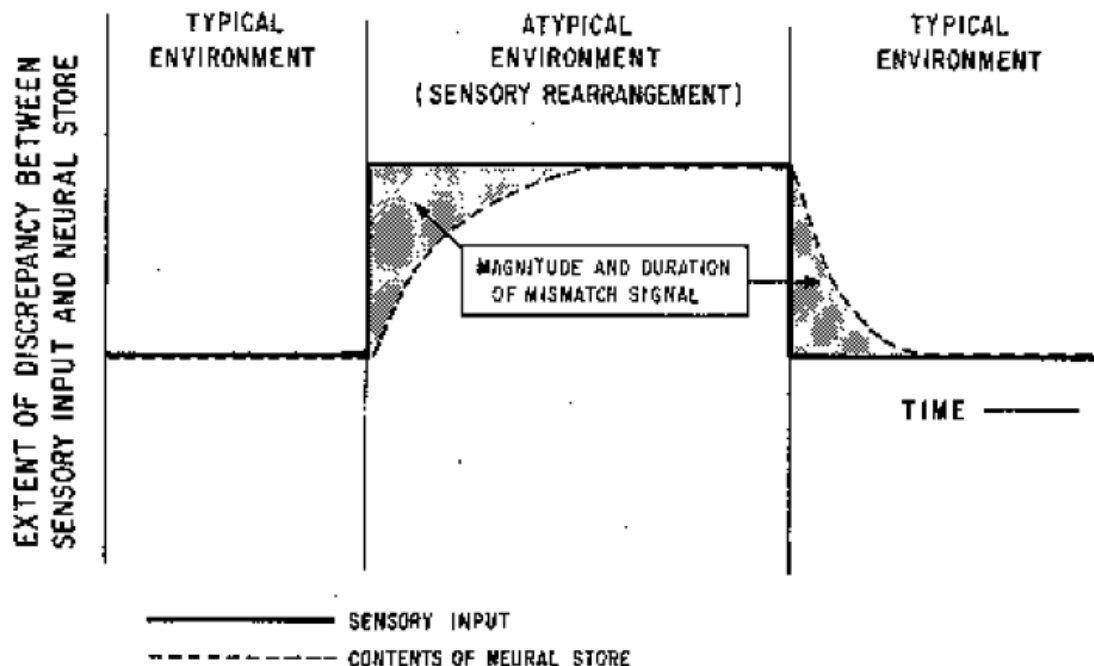 EXTENT OF DISCREPANCY BETWEEN
SENSORY INPUT AND NEURAL STORE
TYPICAL
ENVIRONMENT
ATYPICAL
ENVIRONMENT
(SENSORY REARRANGEMENT)
TYPICAL
ENVIRONMENT
MAGNITUDE AND DURATION
OF MISMATCH SIGNAL
TIME
SENSORY INPUT
CONTENTS OF NEURAL STORE